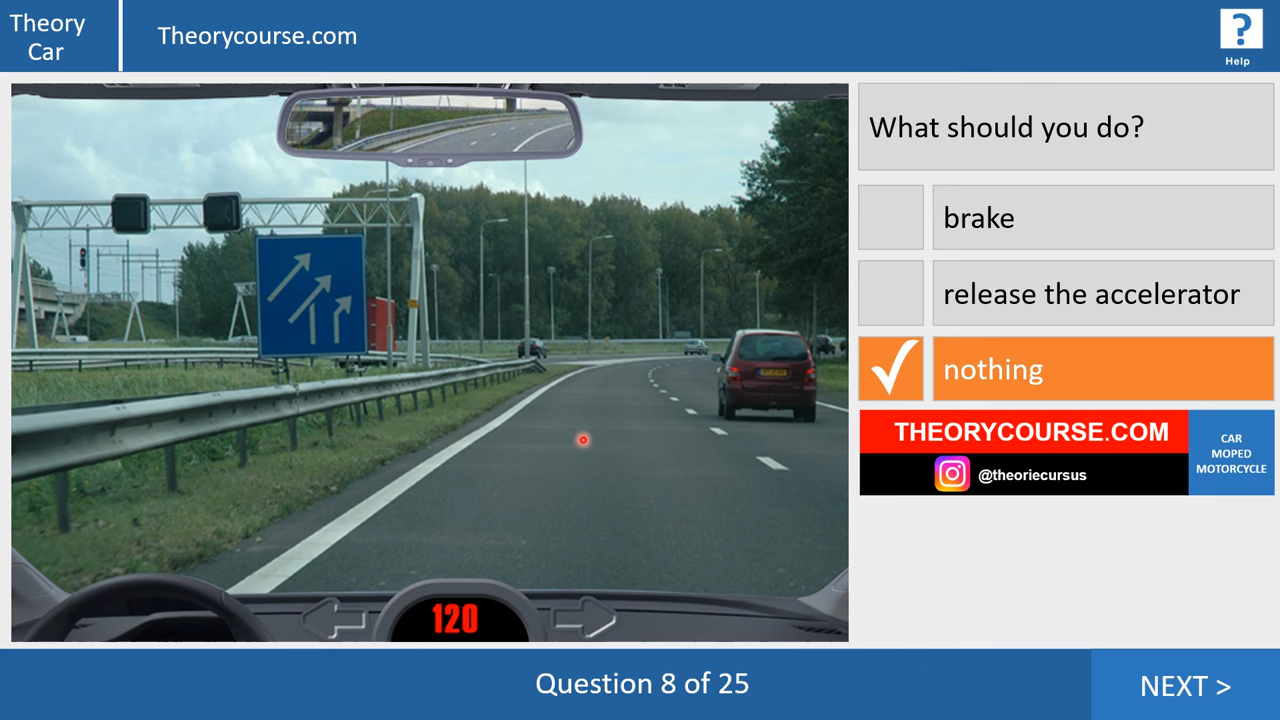 Theory
Car
Theorycourse.com
?
Help
What should you do?
brake
release the accelerator
nothing
THEORYCOURSE.COM
@theoriecursus
CAR
MOPED
MOTORCYCLE
120
Question 8 of 25
NEXT >